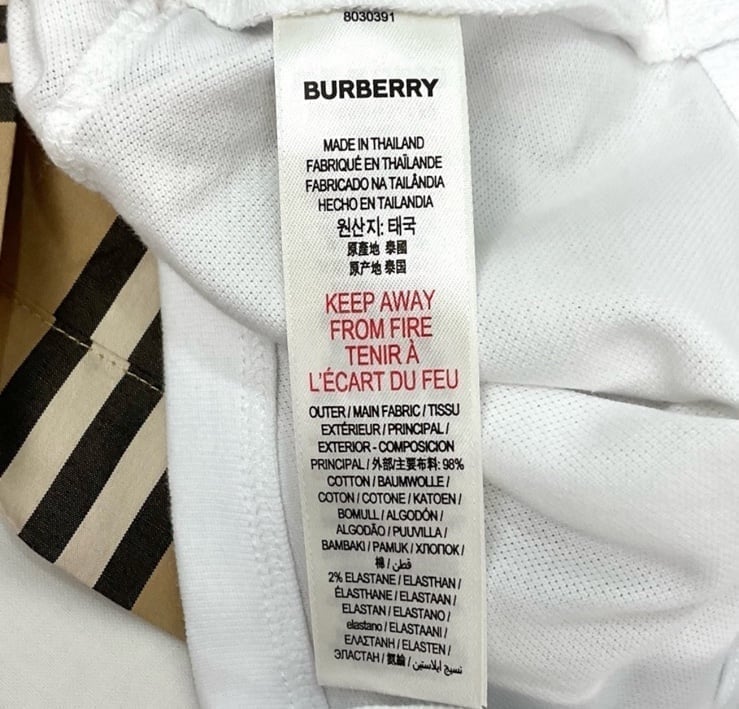 8030391
BURBERRY
MADE IN THAILAND
FABRIQUÉ EN THAÏLANDE
FABRICADO NA TAILÂNDIA
HECHO EN TAILANDIA
원산지: 태국
原產地 泰國
原产地 泰国
KEEP AWAY
FROM FIRE
TENIR À
L'ÉCART DU FEU
OUTER / MAIN FABRIC / TISSU
EXTÉRIEUR / PRINCIPAL /
EXTERIOR - COMPOSICION
PRINCIPAL / 外部/主要布料: 98%
COTTON / BAUMWOLLE /
COTON / COTONE / KATOEN /
BOMULL / ALGODÓN /
ALGODÃO / PUUVILLA /
BAMBAKI / PAMUK / ХЛОПОК /
棉 / قطن /
2% ELASTANE / ELASTHAN /
ÉLASTHANE / ELASTAAN /
ELASTAN / ELASTANO /
elastano / ELASTAANI /
ΕΛΑΣΤΑΝΗ / ELASTEN /
ЭЛАСТАН / 氨綸 / نسيج ايلاستين